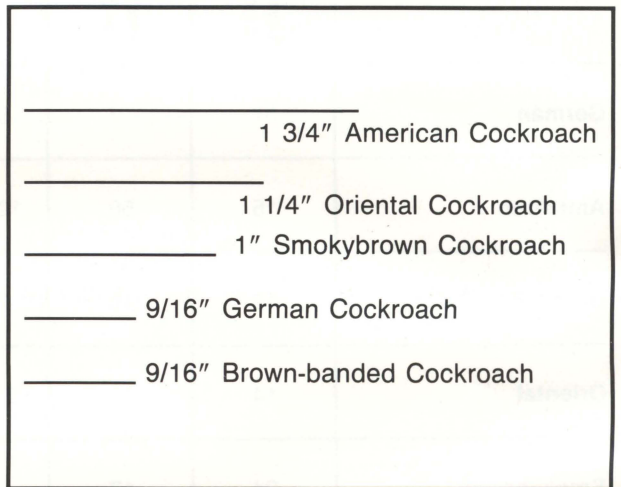 1 3/4″ American Cockroach
1 1/4″ Oriental Cockroach
1″ Smokybrown Cockroach
9/16″ German Cockroach
9/16″ Brown-banded Cockroach